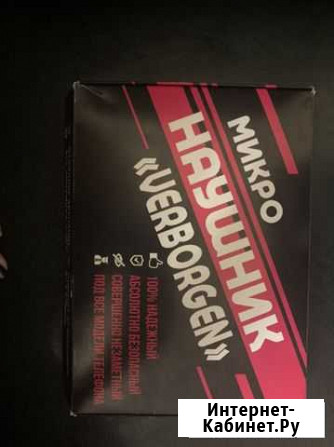 МИКРО
НАУШНИК
«VERBORGEN»
100% НАДЕЖНЫЙ
АБСОЛЮТНО БЕЗОПАСНЫЙ
СОВЕРШЕННО НЕЗАМЕТНЫЙ
ПОД ВСЕ МОДЕЛИ ТЕЛЕФОНА
Интернет-
Кабинет.Ру